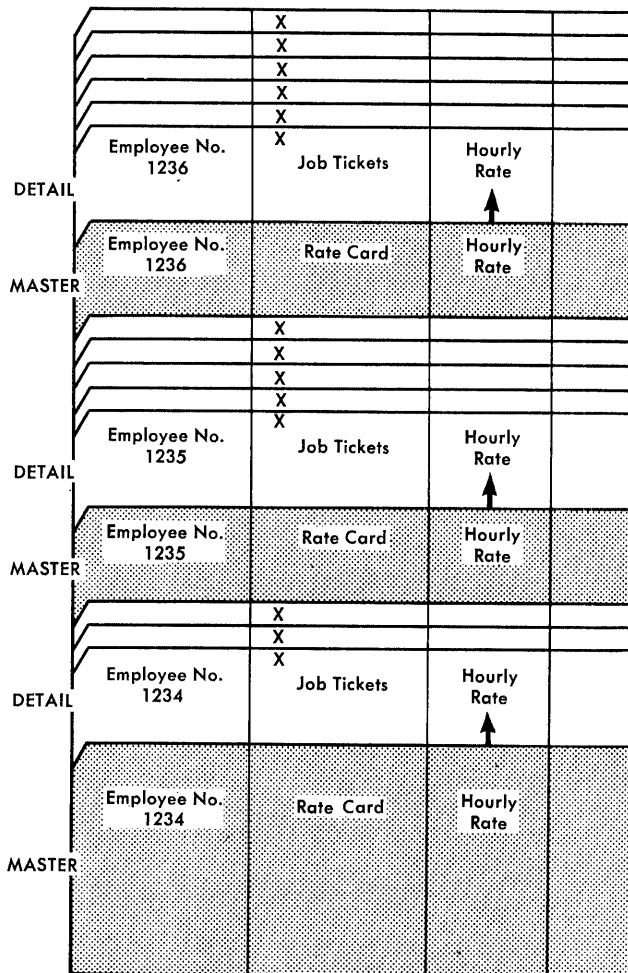 X
X
X
X
X
X
Employee No.
1236
Job Tickets
Hourly
Rate
DETAIL
Employee No.
1236
Rate Card
Hourly
Rate
MASTER
X
X
X
X
X
Employee No.
1235
Job Tickets
Hourly
Rate
DETAIL
Employee No.
1235
Rate Card
Hourly
Rate
MASTER
X
X
X
Employee No.
1234
Job Tickets
Hourly
Rate
DETAIL
Employee No.
1234
Rate Card
Hourly
Rate
MASTER